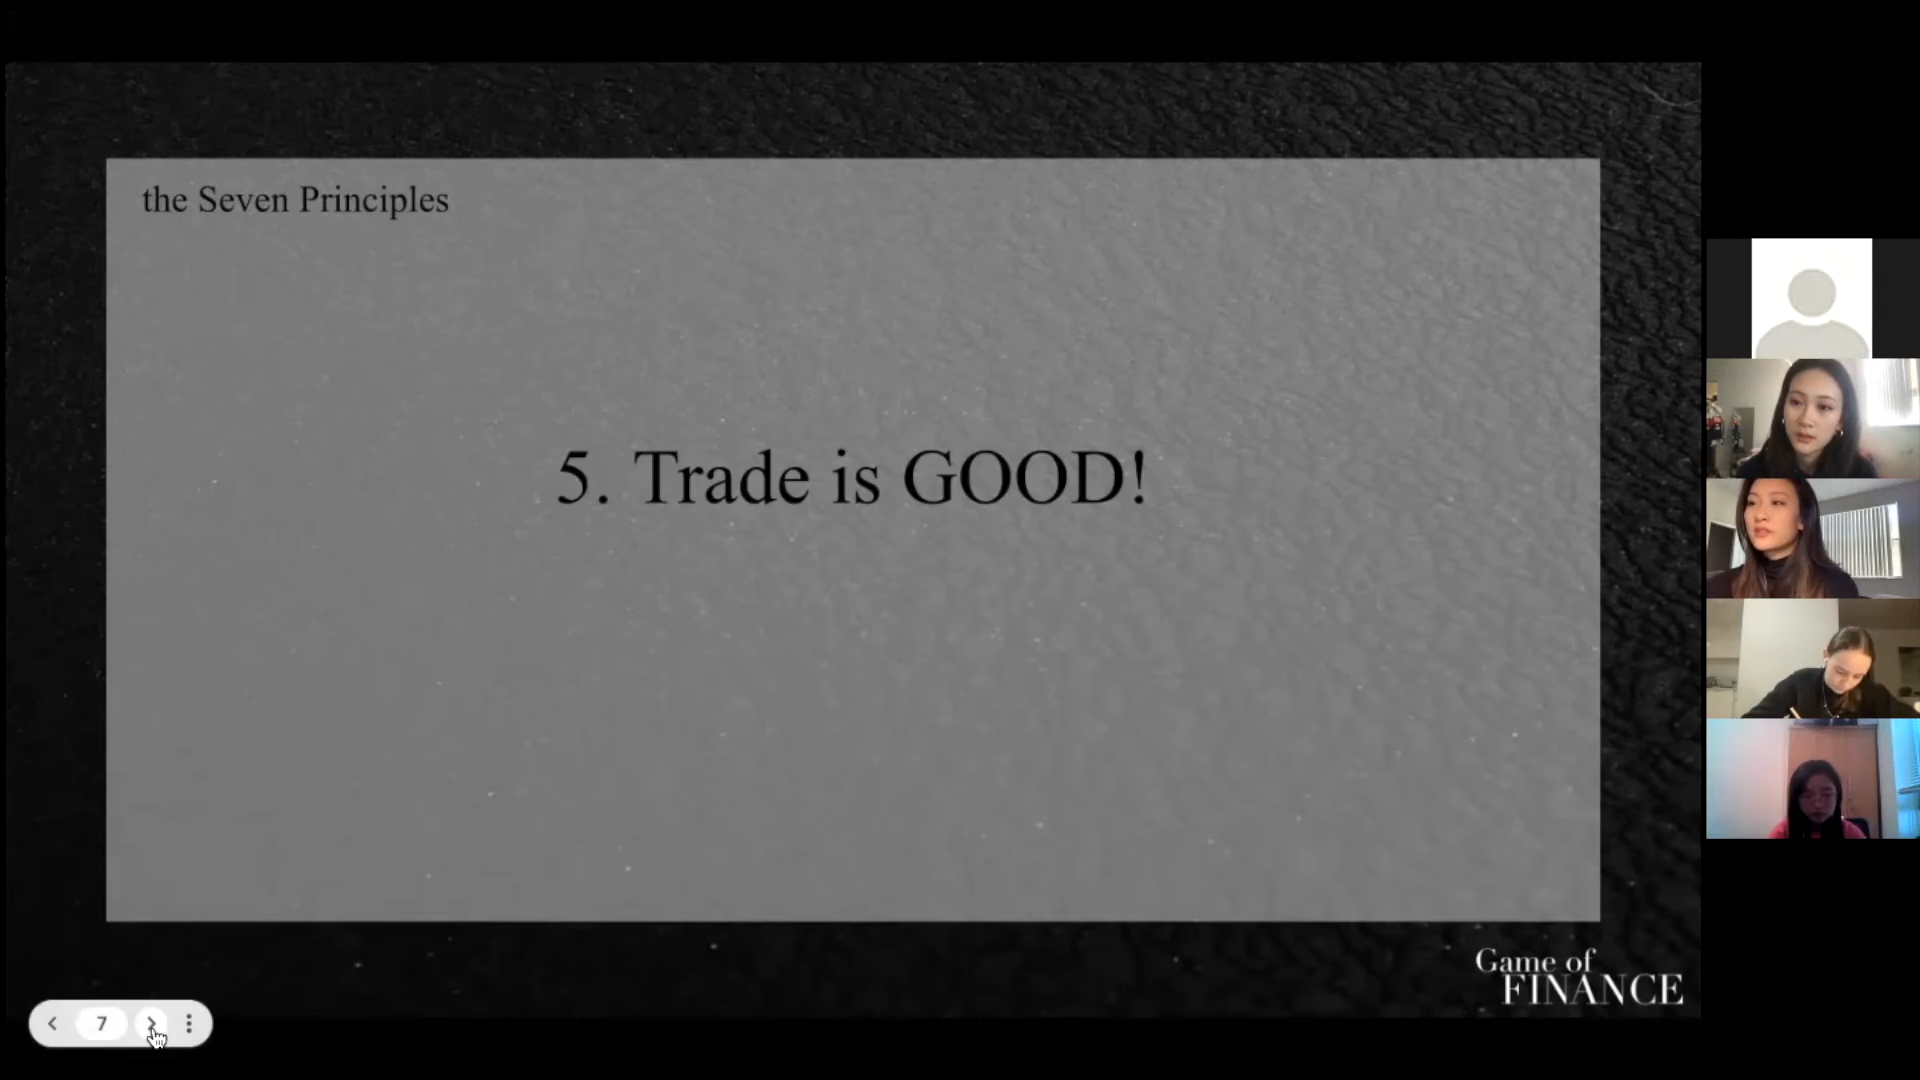 the Seven Principles
5. Trade is GOOD!
Game of
FINANCE
7